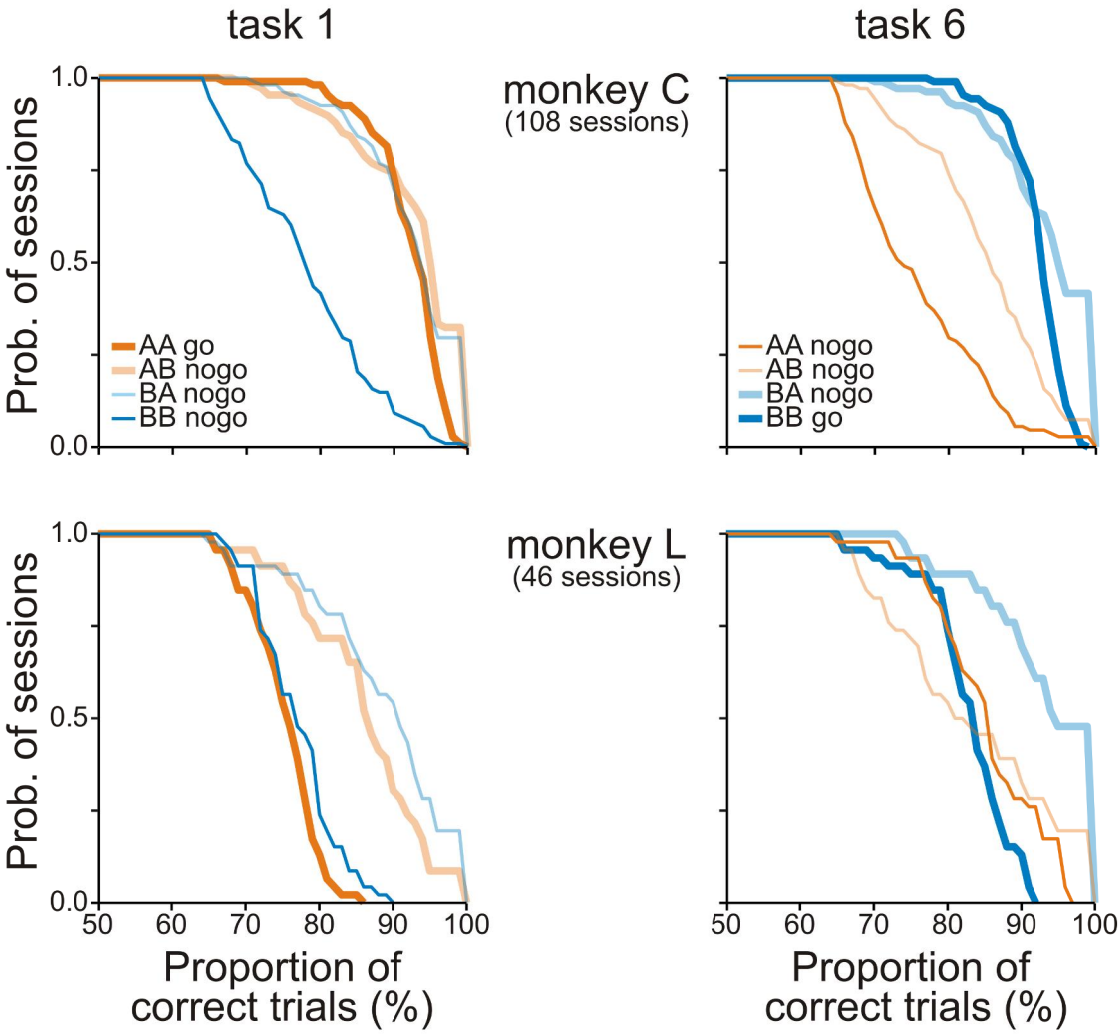 task 1
task 6
monkey C
(108 sessions)
Prob. of sessions
1.0
0.5
0.0
AA go
AB nogo
BA nogo
BB nogo
AA nogo
AB nogo
BA nogo
BB go
monkey L
(46 sessions)
Prob. of sessions
1.0
0.5
0.0
50 60 70 80 90 100
50 60 70 80 90 100
Proportion of
correct trials (%)
Proportion of
correct trials (%)